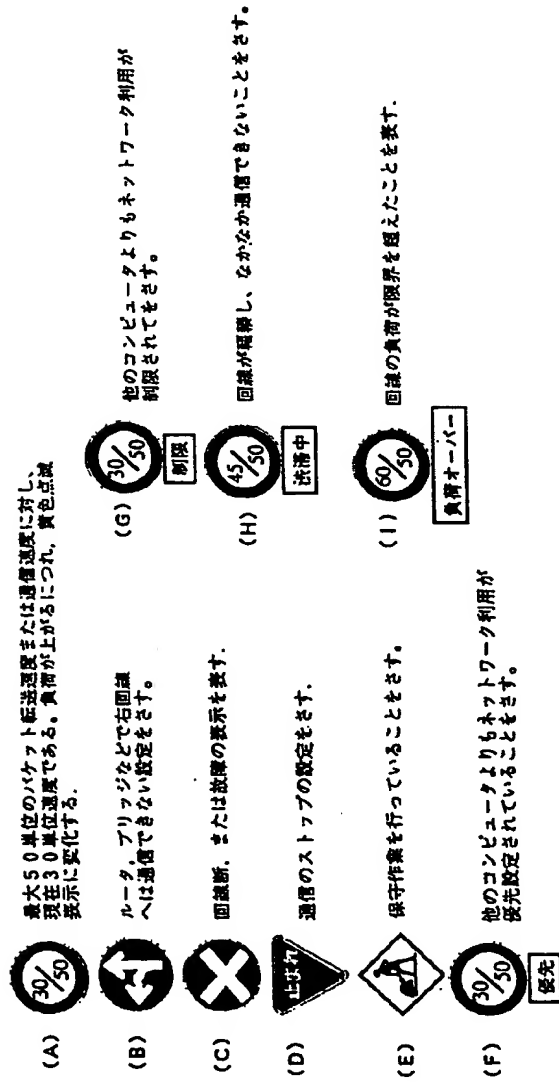 (A)
30/50
最大50単位のパケット転送速度または通信速度に対し、
現在30単位速度である。負荷が上がるにつれ、黄色点滅
表示に変化する.
(B)
ルータ, ブリッジなどで右回線
へは通信できない設定をさす。
(C)
回線断, または故障の表示を表す.
(D)
止まれ
通信のストップの設定をさす.
(E)
保守作業を行っていることをさす。
(F)
30/50
優先
他のコンピュータよりもネットワーク利用が
優先設定されていることをさす。
(G)
30/50
制限
他のコンピュータよりもネットワーク利用が
制限されてをさす。
(H)
45/50
渋滞中
回線が輻輳し、なかなか通信できないことをさす。
(I)
60/50
負荷オーバー
回線の負荷が限界を超えたことを表す.